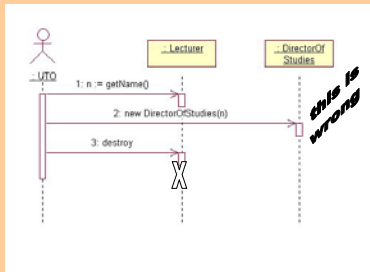 : Lecturer
: DirectorOf
Studies
: UTO
1: n := getName()
2: new DirectorOfStudies(n)
3: destroy
X
this is
wrong